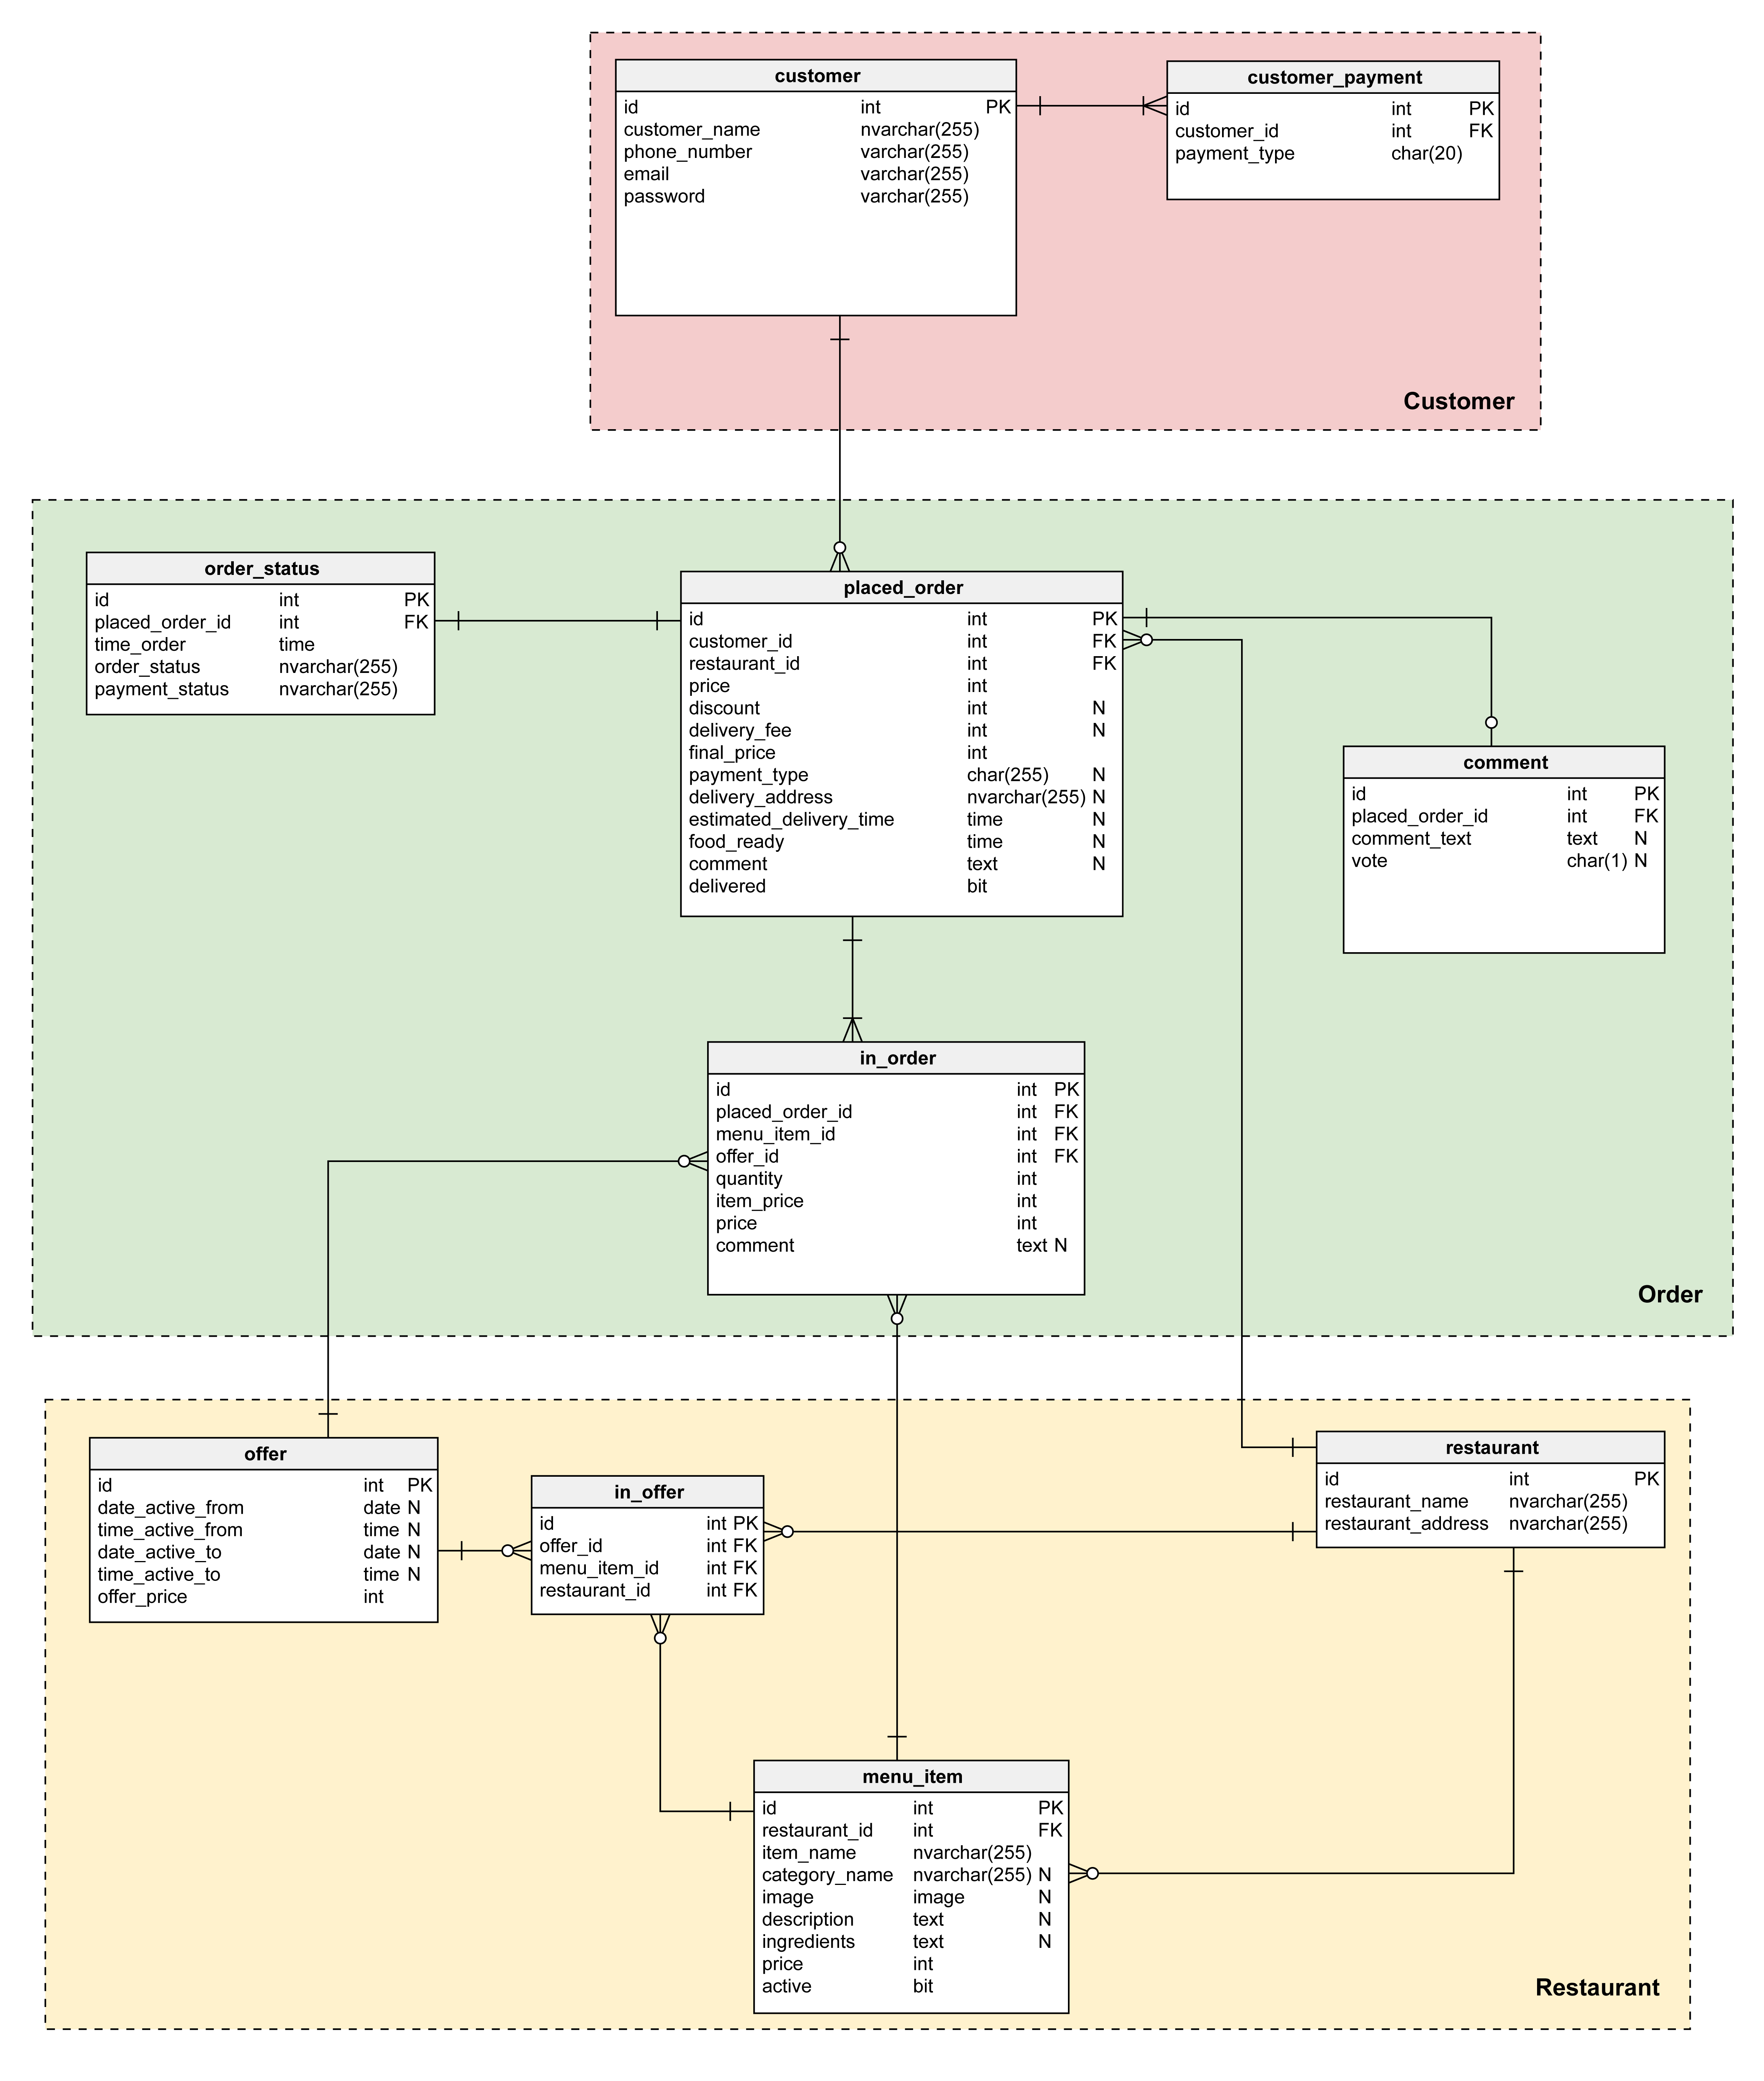 customer
id int PK
customer_name nvarchar(255)
phone_number varchar(255)
email varchar(255)
password varchar(255)
customer_payment
id int PK
customer_id int FK
payment_type char(20)
Customer
order_status
id int PK
placed_order_id int FK
time_order time
order_status nvarchar(255)
payment_status nvarchar(255)
placed_order
id int PK
customer_id int FK
restaurant_id int FK
price int
discount int N
delivery_fee int N
final_price int
payment_type char(255) N
delivery_address nvarchar(255) N
estimated_delivery_time time N
food_ready time N
comment text N
delivered bit
comment
id int PK
placed_order_id int FK
comment_text text N
vote char(1) N
in_order
id int PK
placed_order_id int FK
menu_item_id int FK
offer_id int FK
quantity int
item_price int
price int
comment text N
Order
offer
id int PK
date_active_from date N
time_active_from time N
date_active_to date N
time_active_to time N
offer_price int
in_offer
id int PK
offer_id int FK
menu_item_id int FK
restaurant_id int FK
restaurant
id int PK
restaurant_name nvarchar(255)
restaurant_address nvarchar(255)
menu_item
id int PK
restaurant_id int FK
item_name nvarchar(255)
category_name nvarchar(255) N
image image N
description text N
ingredients text N
price int
active bit
Restaurant